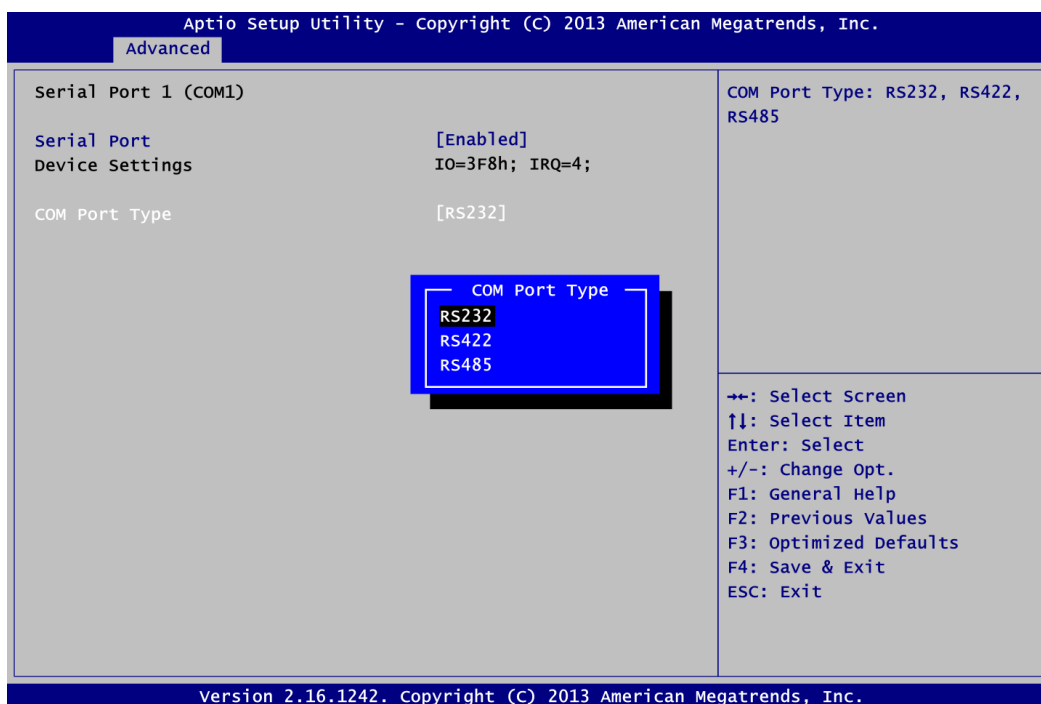 Aptio Setup Utility – Copyright (C) 2013 American Megatrends, Inc.
Advanced
Serial Port 1 (COM1)
Serial Port [Enabled]
Device Settings IO=3F8h; IRQ=4;
COM Port Type [RS232]
COM Port Type
RS232
RS422
RS485
COM Port Type: RS232, RS422,
RS485
→←: Select Screen
↑↓: Select Item
Enter: Select
+/-: Change Opt.
F1: General Help
F2: Previous Values
F3: Optimized Defaults
F4: Save & Exit
ESC: Exit
Version 2.16.1242. Copyright (C) 2013 American Megatrends, Inc.